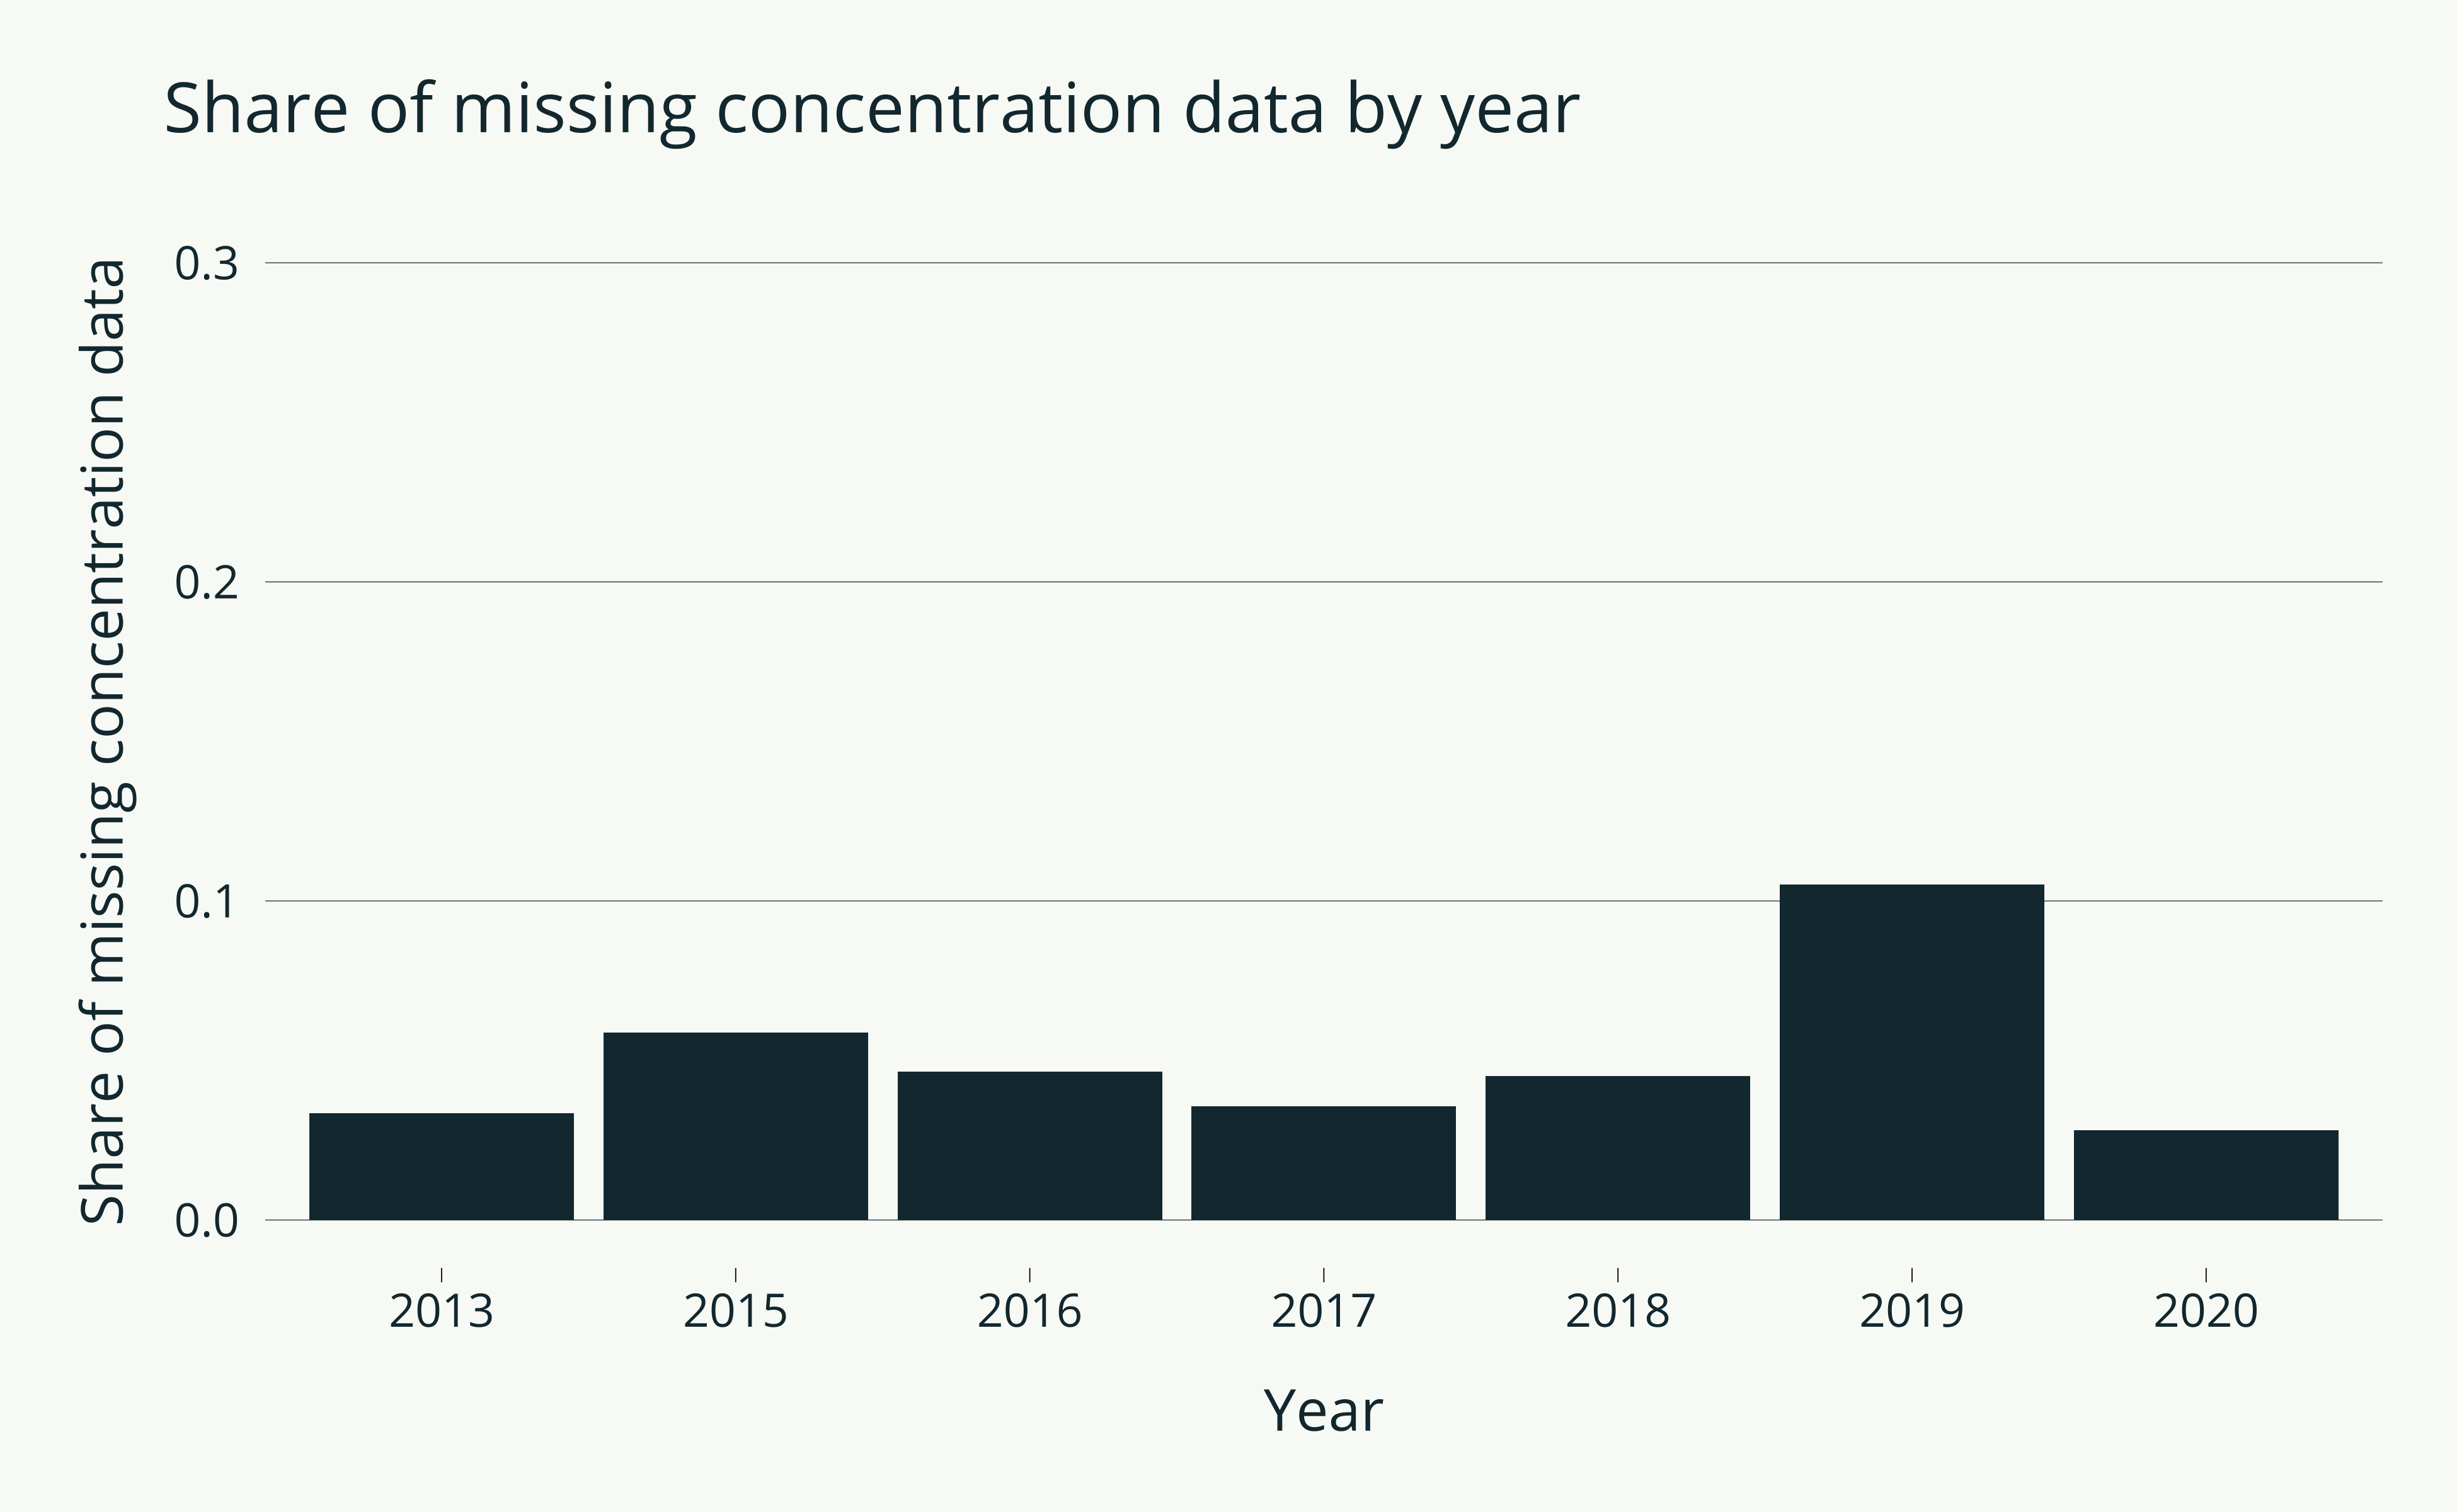 Share of missing concentration data by year
Share of missing concentration data
0.3
0.2
0.1
0.0
2013 2015 2016 2017 2018 2019 2020
Year